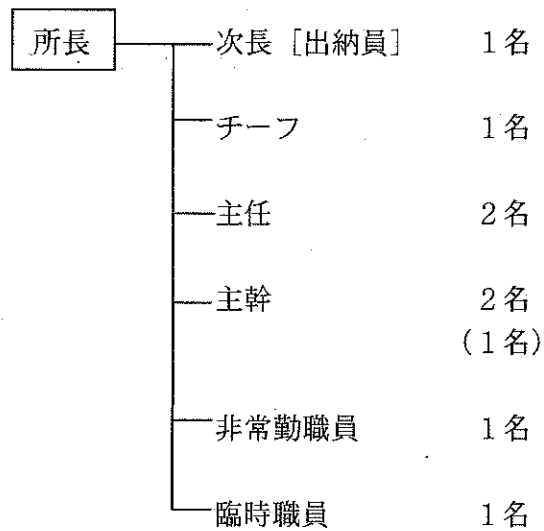 所長 次長［出納員］ 1名
チーフ 1名
主任 2名
主幹 2名
(1名)
非常勤職員 1名
臨時職員 1名